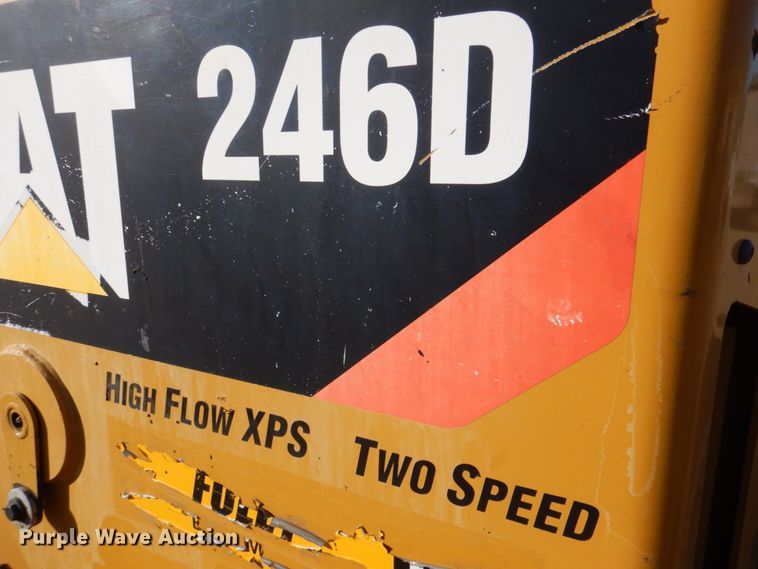 AT 246D
HIGH FLOW XPS TWO SPEED
Purple Wave Auction